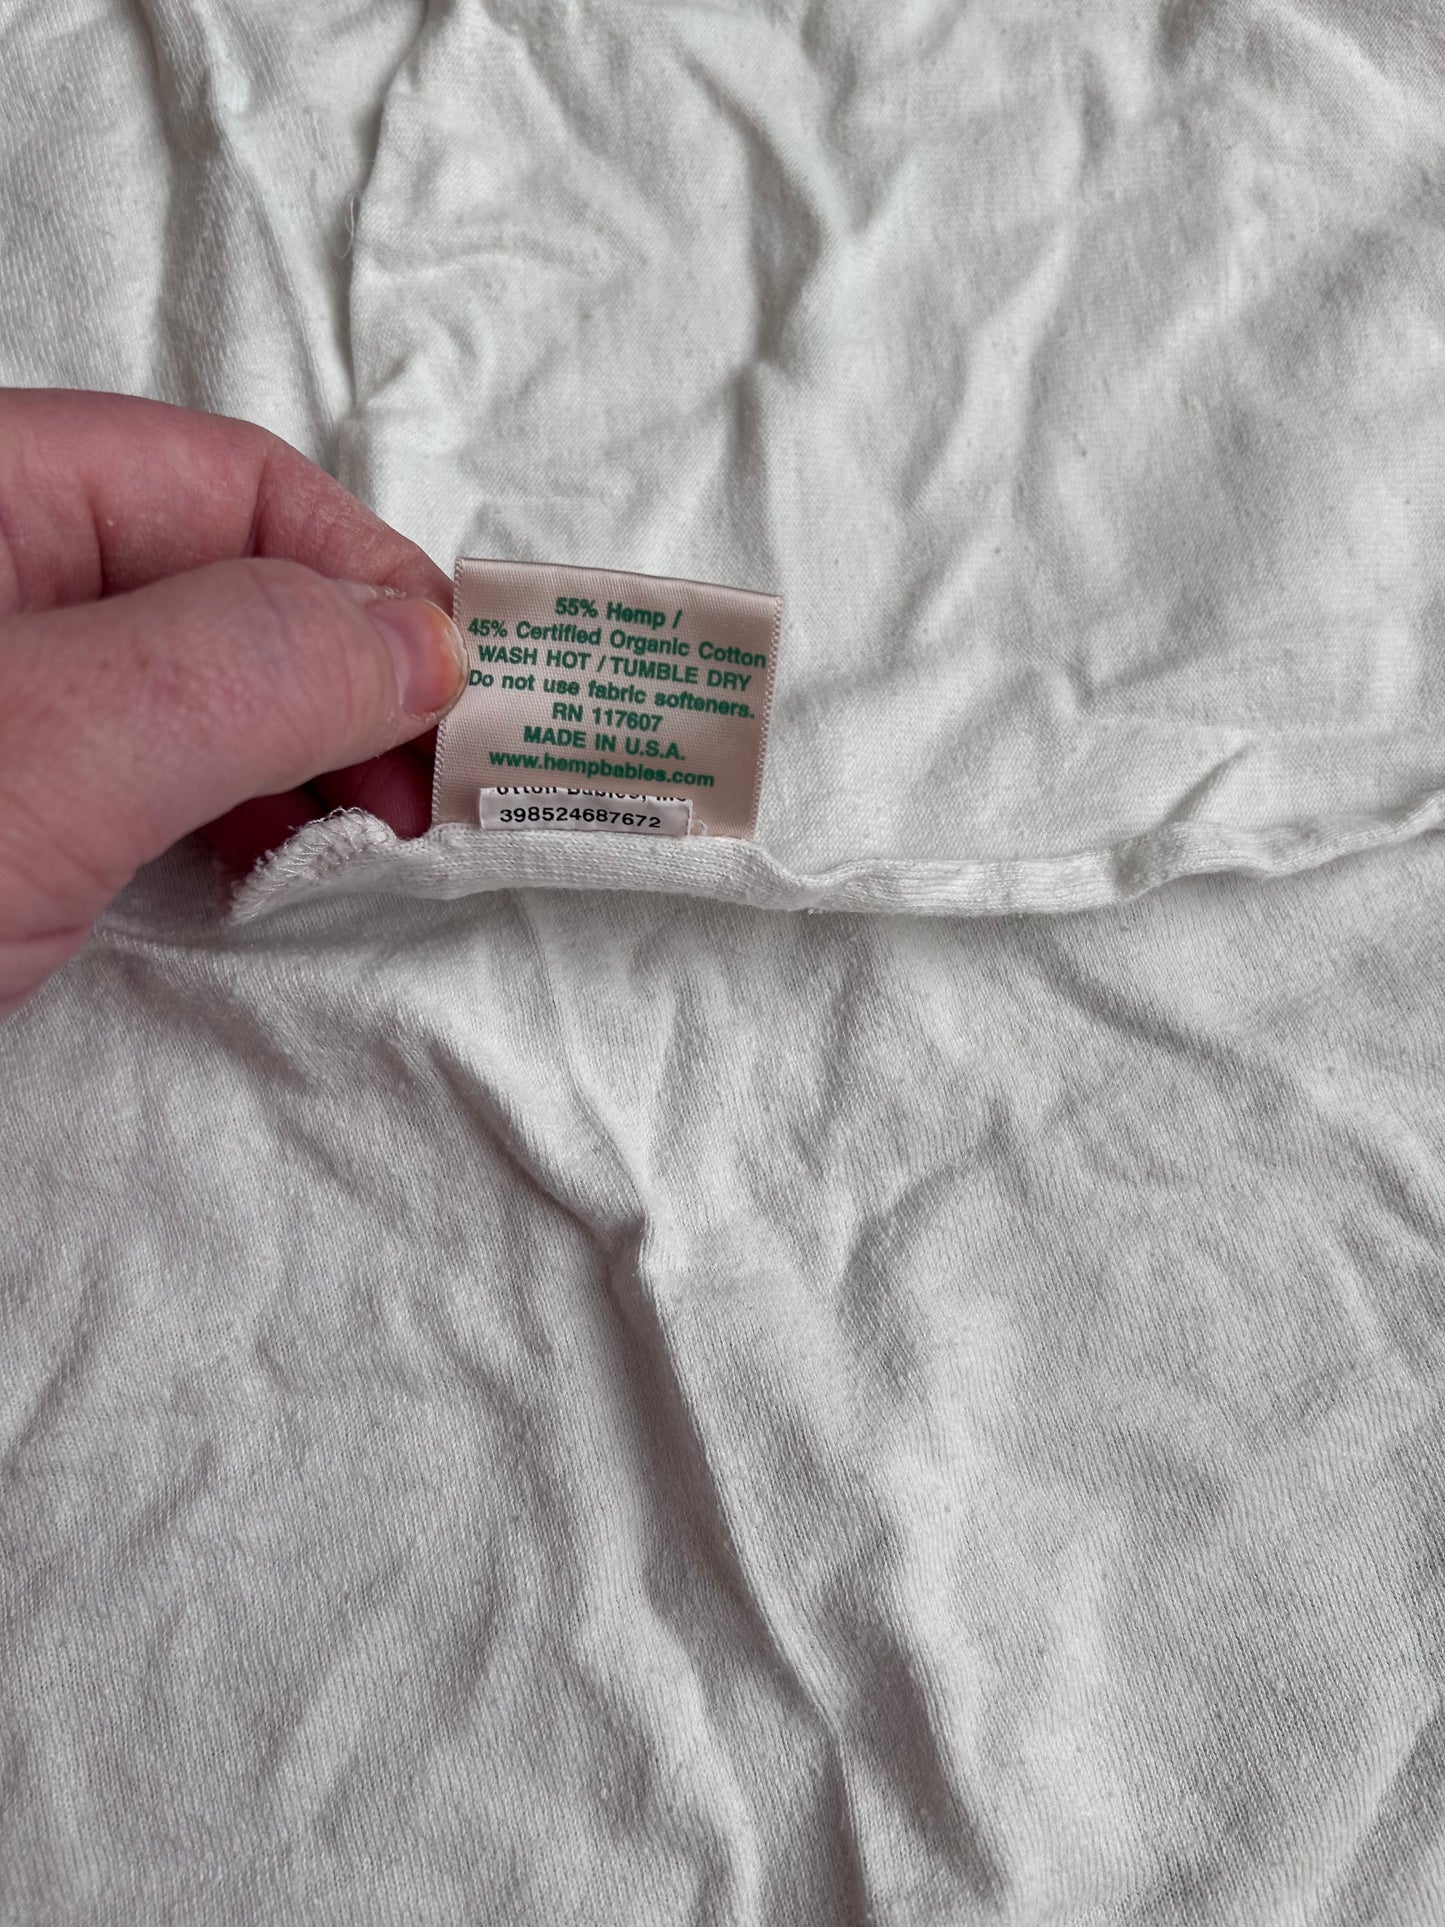 55% Hemp /
45% Certified Organic Cotton
WASH HOT / TUMBLE DRY
Do not use fabric softeners.
RN 117607
MADE IN U.S.A.
www.hempbabies.com
398524687672